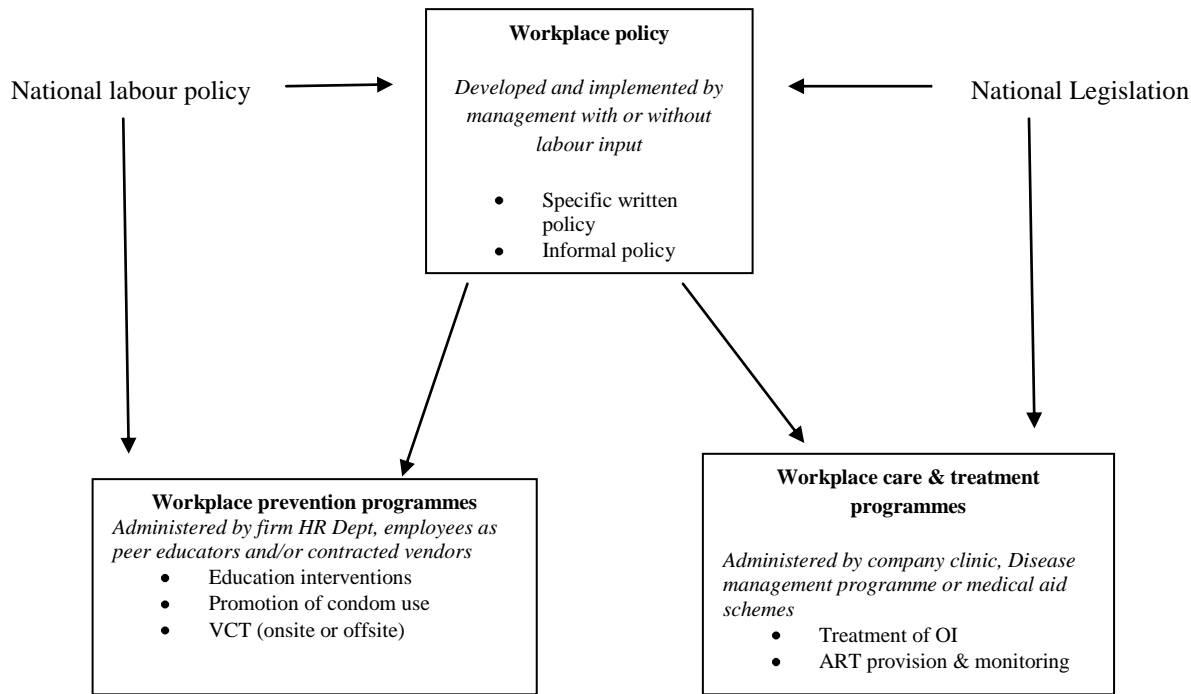 Workplace policy
National labour policy
Developed and implemented by
management with or without
labour input
National Legislation
• Specific written
policy
• Informal policy
Workplace prevention programmes
Administered by firm HR Dept, employees as
peer educators and/or contracted vendors
• Education interventions
• Promotion of condom use
• VCT (onsite or offsite)
Workplace care & treatment
programmes
Administered by company clinic, Disease
management programme or medical aid
schemes
• Treatment of OI
• ART provision & monitoring